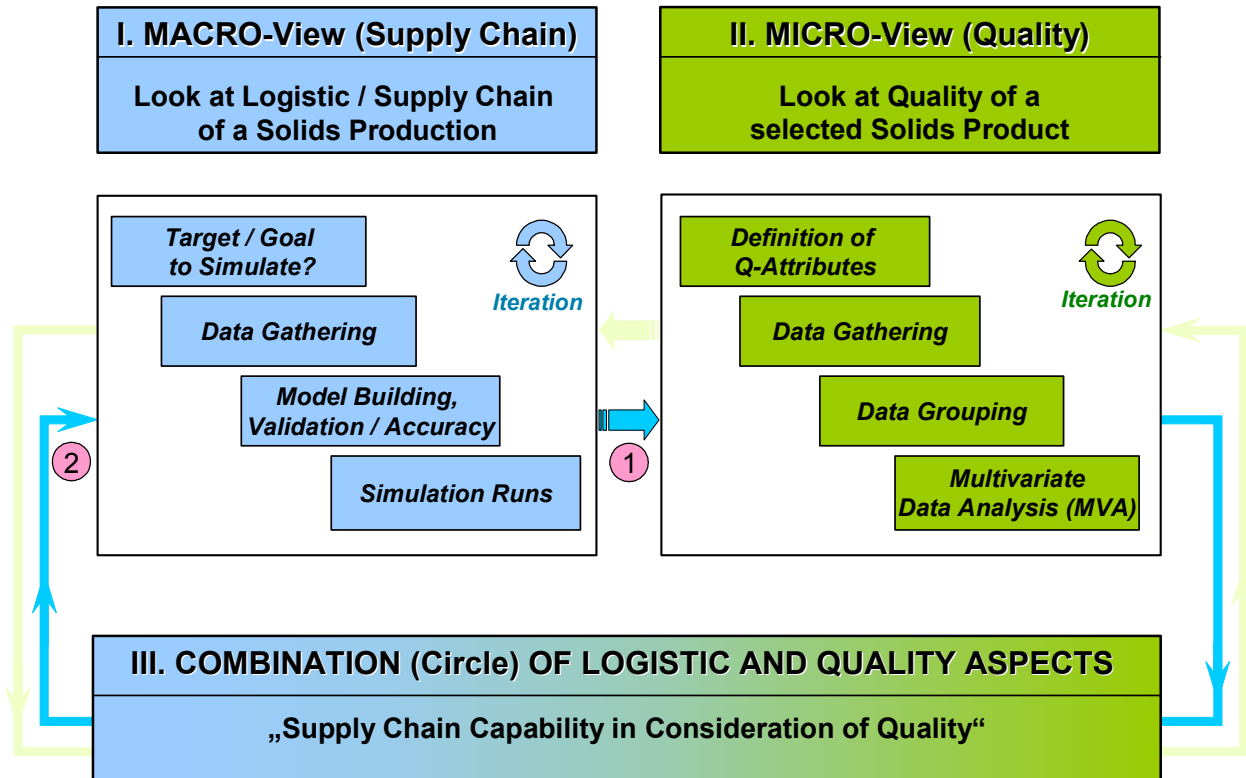 I. MACRO-View (Supply Chain)
Look at Logistic / Supply Chain
of a Solids Production
II. MICRO-View (Quality)
Look at Quality of a
selected Solids Product
Target / Goal
to Simulate?
Iteration
Data Gathering
Model Building,
Validation / Accuracy
Simulation Runs
2
1
Definition of
Q-Attributes
Iteration
Data Gathering
Data Grouping
Multivariate
Data Analysis (MVA)
III. COMBINATION (Circle) OF LOGISTIC AND QUALITY ASPECTS
„Supply Chain Capability in Consideration of Quality“